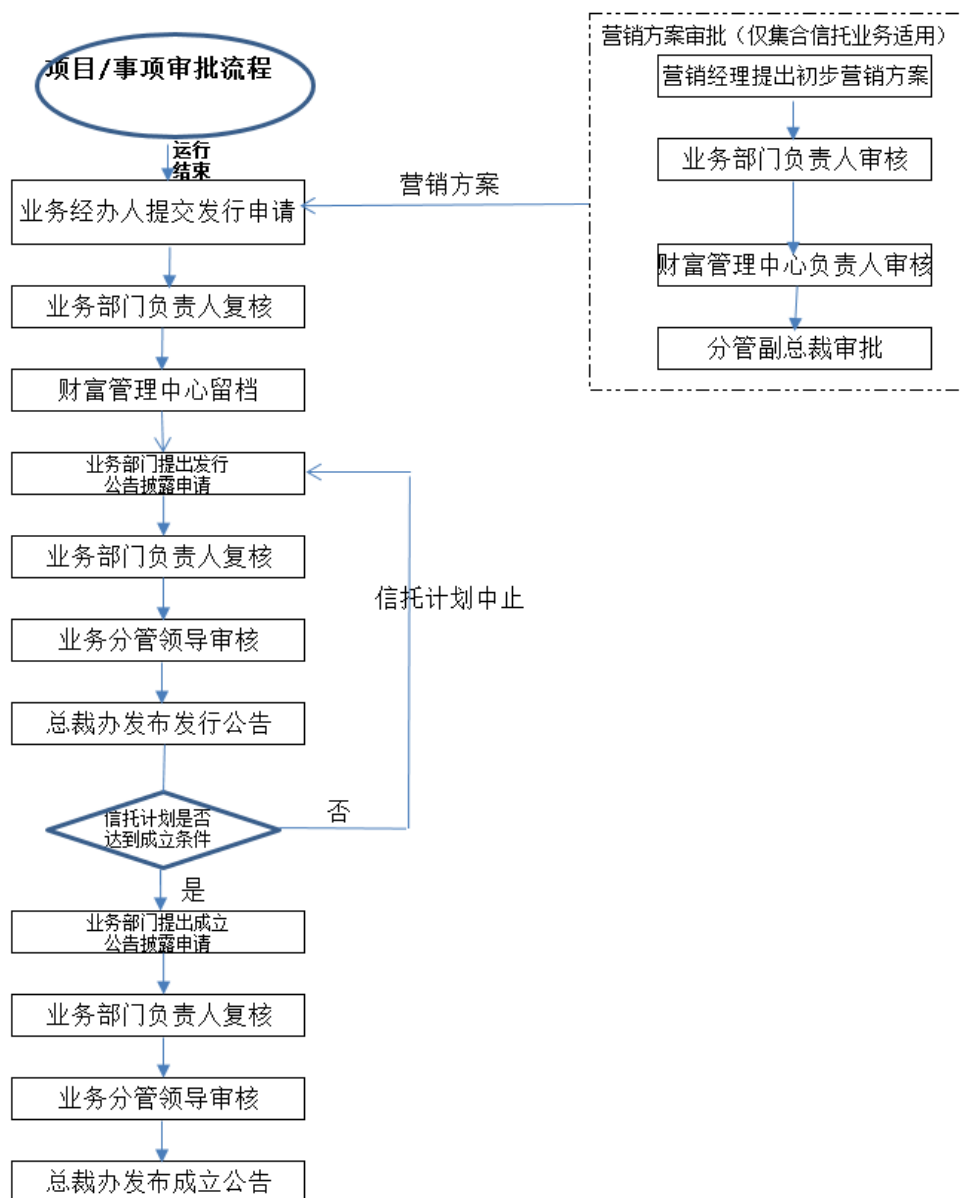 项目/事项审批流程
运行
结束
业务经办人提交发行申请
业务部门负责人复核
财富管理中心留档
业务部门提出发行
公告披露申请
业务部门负责人复核
业务分管领导审核
总裁办发布发行公告
信托计划是否
达到成立条件
否
信托计划中止
是
业务部门提出成立
公告披露申请
业务部门负责人复核
业务分管领导审核
总裁办发布成立公告
营销方案
营销方案审批（仅集合信托业务适用）
营销经理提出初步营销方案
业务部门负责人审核
财富管理中心负责人审核
分管副总裁审批